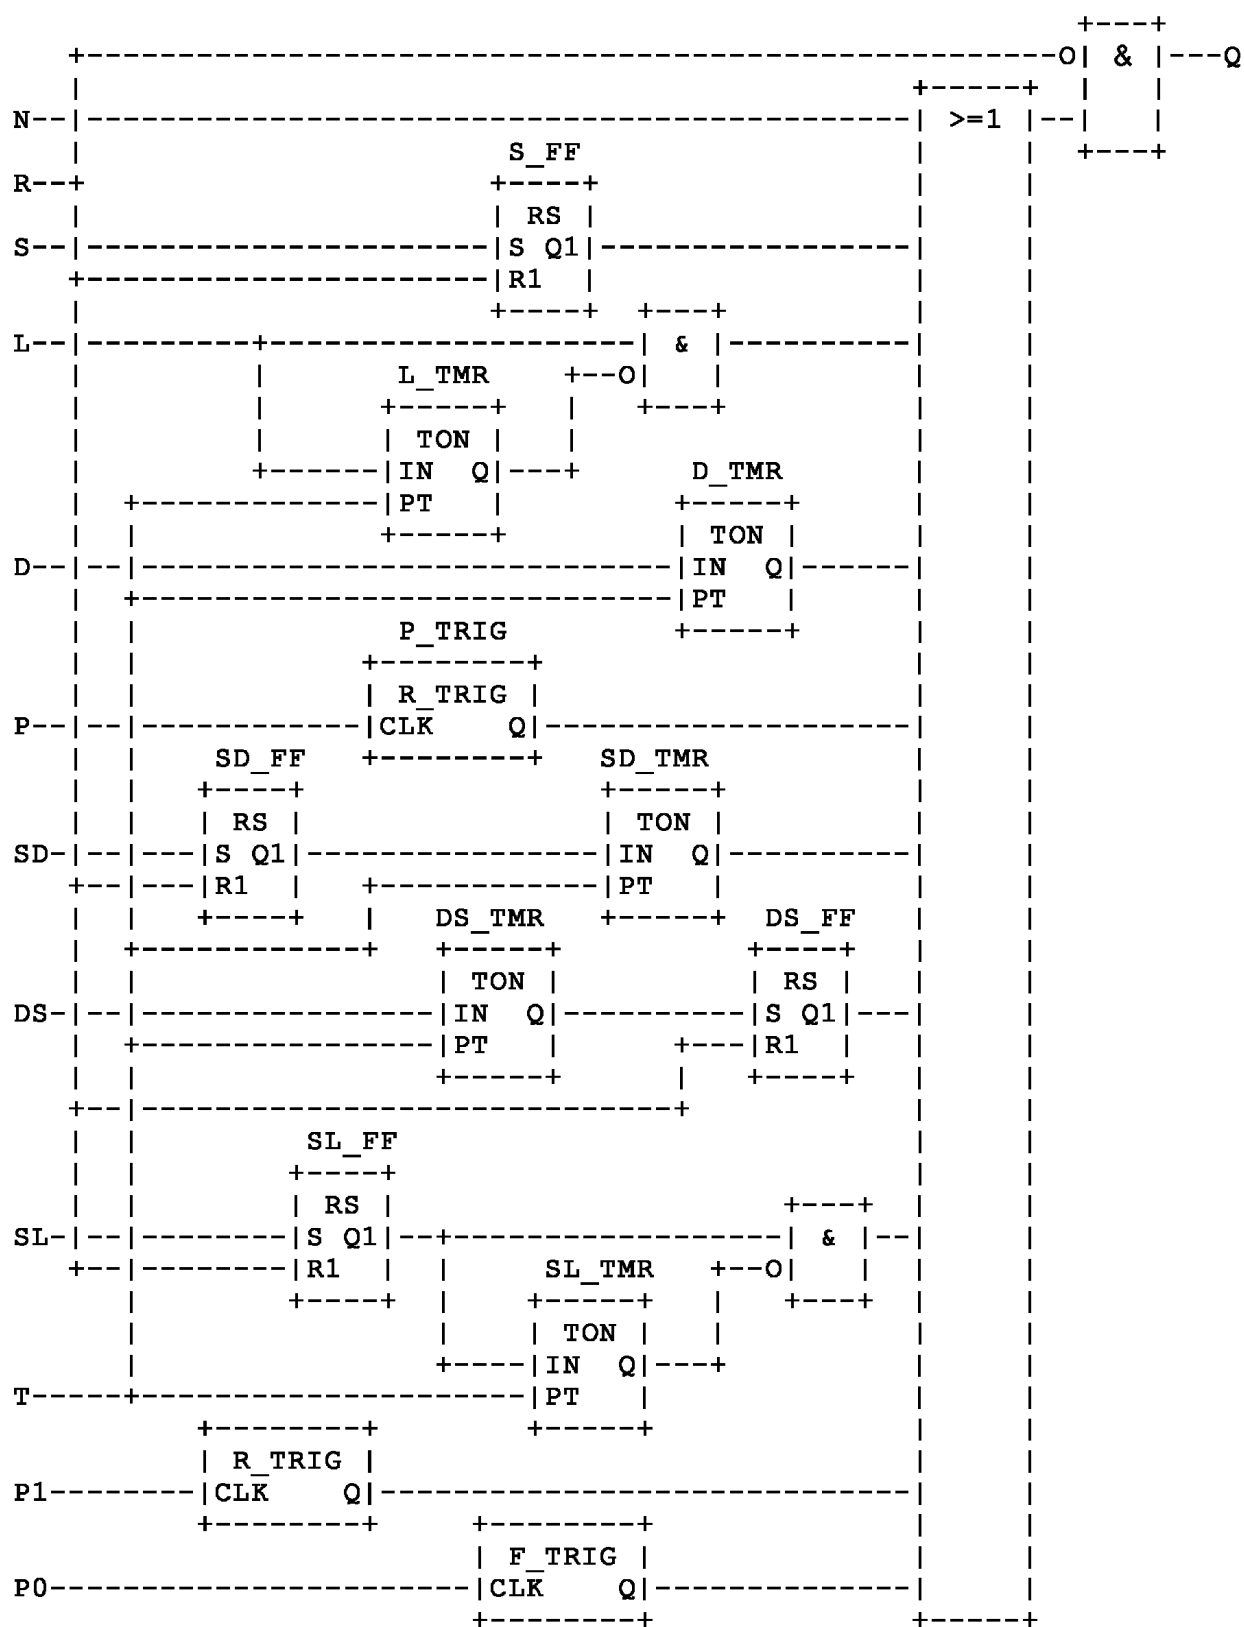 & Q
N >=1
S_FF
R
RS
S S Q1
R1
L &
L_TMR
TON
IN Q D_TMR
PT
TON
D IN Q
PT
P_TRIG
R_TRIG
P CLK Q
SD_FF SD_TMR
RS TON
SD S Q1 IN Q
R1 PT
DS_TMR DS_FF
TON RS
DS IN Q S Q1
PT R1
SL_FF
RS
SL S Q1 &
R1 SL_TMR
TON
IN Q
T PT
R_TRIG
P1 CLK Q
F_TRIG
P0 CLK Q